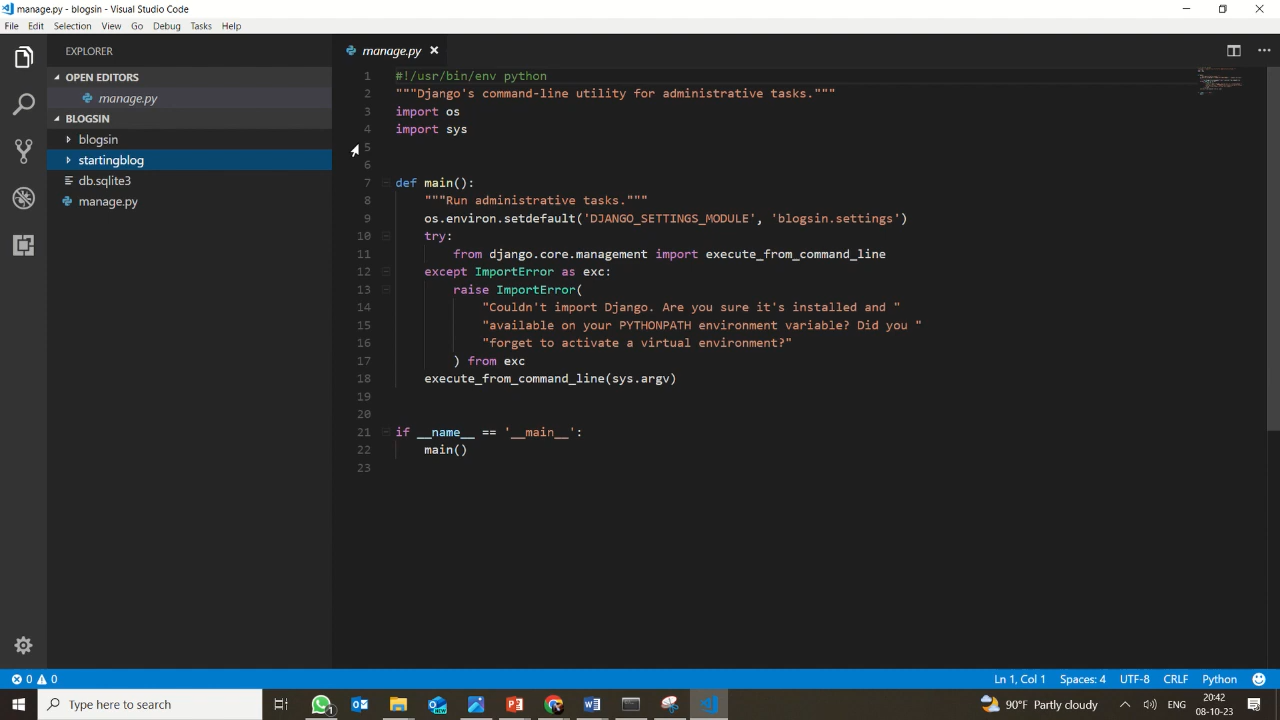 manage.py - blogsin - Visual Studio Code
File Edit Selection View Go Debug Tasks Help
EXPLORER
OPEN EDITORS
manage.py
BLOGSIN
blogsin
startingblog
db.sqlite3
manage.py
manage.py
1 #!/usr/bin/env python
2 """Django's command-line utility for administrative tasks."""
3 import os
4 import sys
5
6
7 def main():
8     """Run administrative tasks."""
9     os.environ.setdefault('DJANGO_SETTINGS_MODULE', 'blogsin.settings')
10     try:
11         from django.core.management import execute_from_command_line
12     except ImportError as exc:
13         raise ImportError(
14             "Couldn't import Django. Are you sure it's installed and "
15             "available on your PYTHONPATH environment variable? Did you "
16             "forget to activate a virtual environment?"
17         ) from exc
18     execute_from_command_line(sys.argv)
19
20
21 if __name__ == '__main__':
22     main()
23
0 0
Ln 1, Col 1 Spaces: 4 UTF-8 CRLF Python
Type here to search
1
NEW
90°F Partly cloudy
ENG
20:42
08-10-23